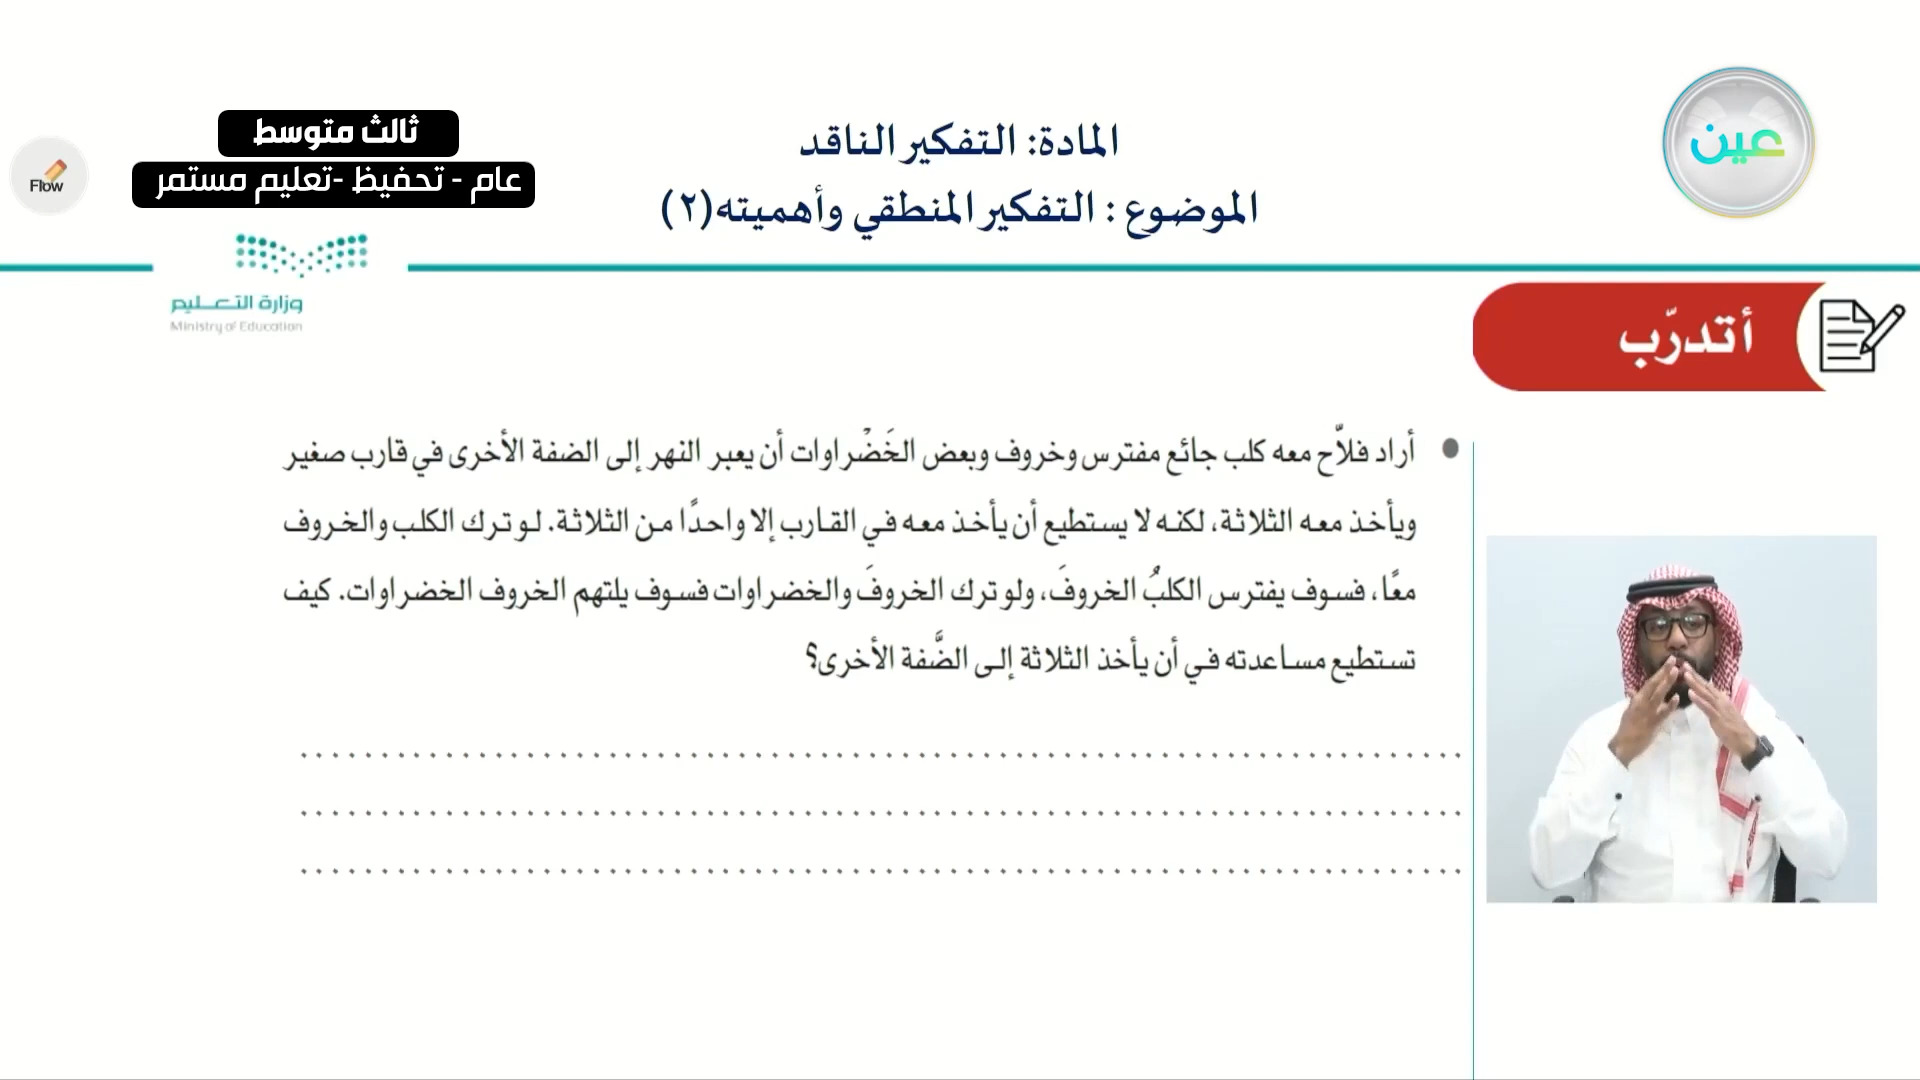 عين
المادة: التفكير الناقد
الموضوع : التفكير المنطقي وأهميته(٢)
ثالث متوسط
عام - تحفيظ -تعليم مستمر
Flow
وزارة التعليم
Ministry of Education
أتدرّب
أراد فلاّح معه كلب جائع مفترس وخروف وبعض الخَضْراوات أن يعبر النهر إلى الضفة الأخرى في قارب صغير
ويأخذ معه الثلاثة، لكنه لا يستطيع أن يأخذ معه في القارب إلا واحدًا من الثلاثة. لو ترك الكلب والخروف
معًا، فسوف يفترس الكلبُ الخروفَ، ولو ترك الخروفَ والخضراوات فسوف يلتهم الخروف الخضراوات. كيف
تستطيع مساعدته في أن يأخذ الثلاثة إلى الضَّفة الأخرى؟